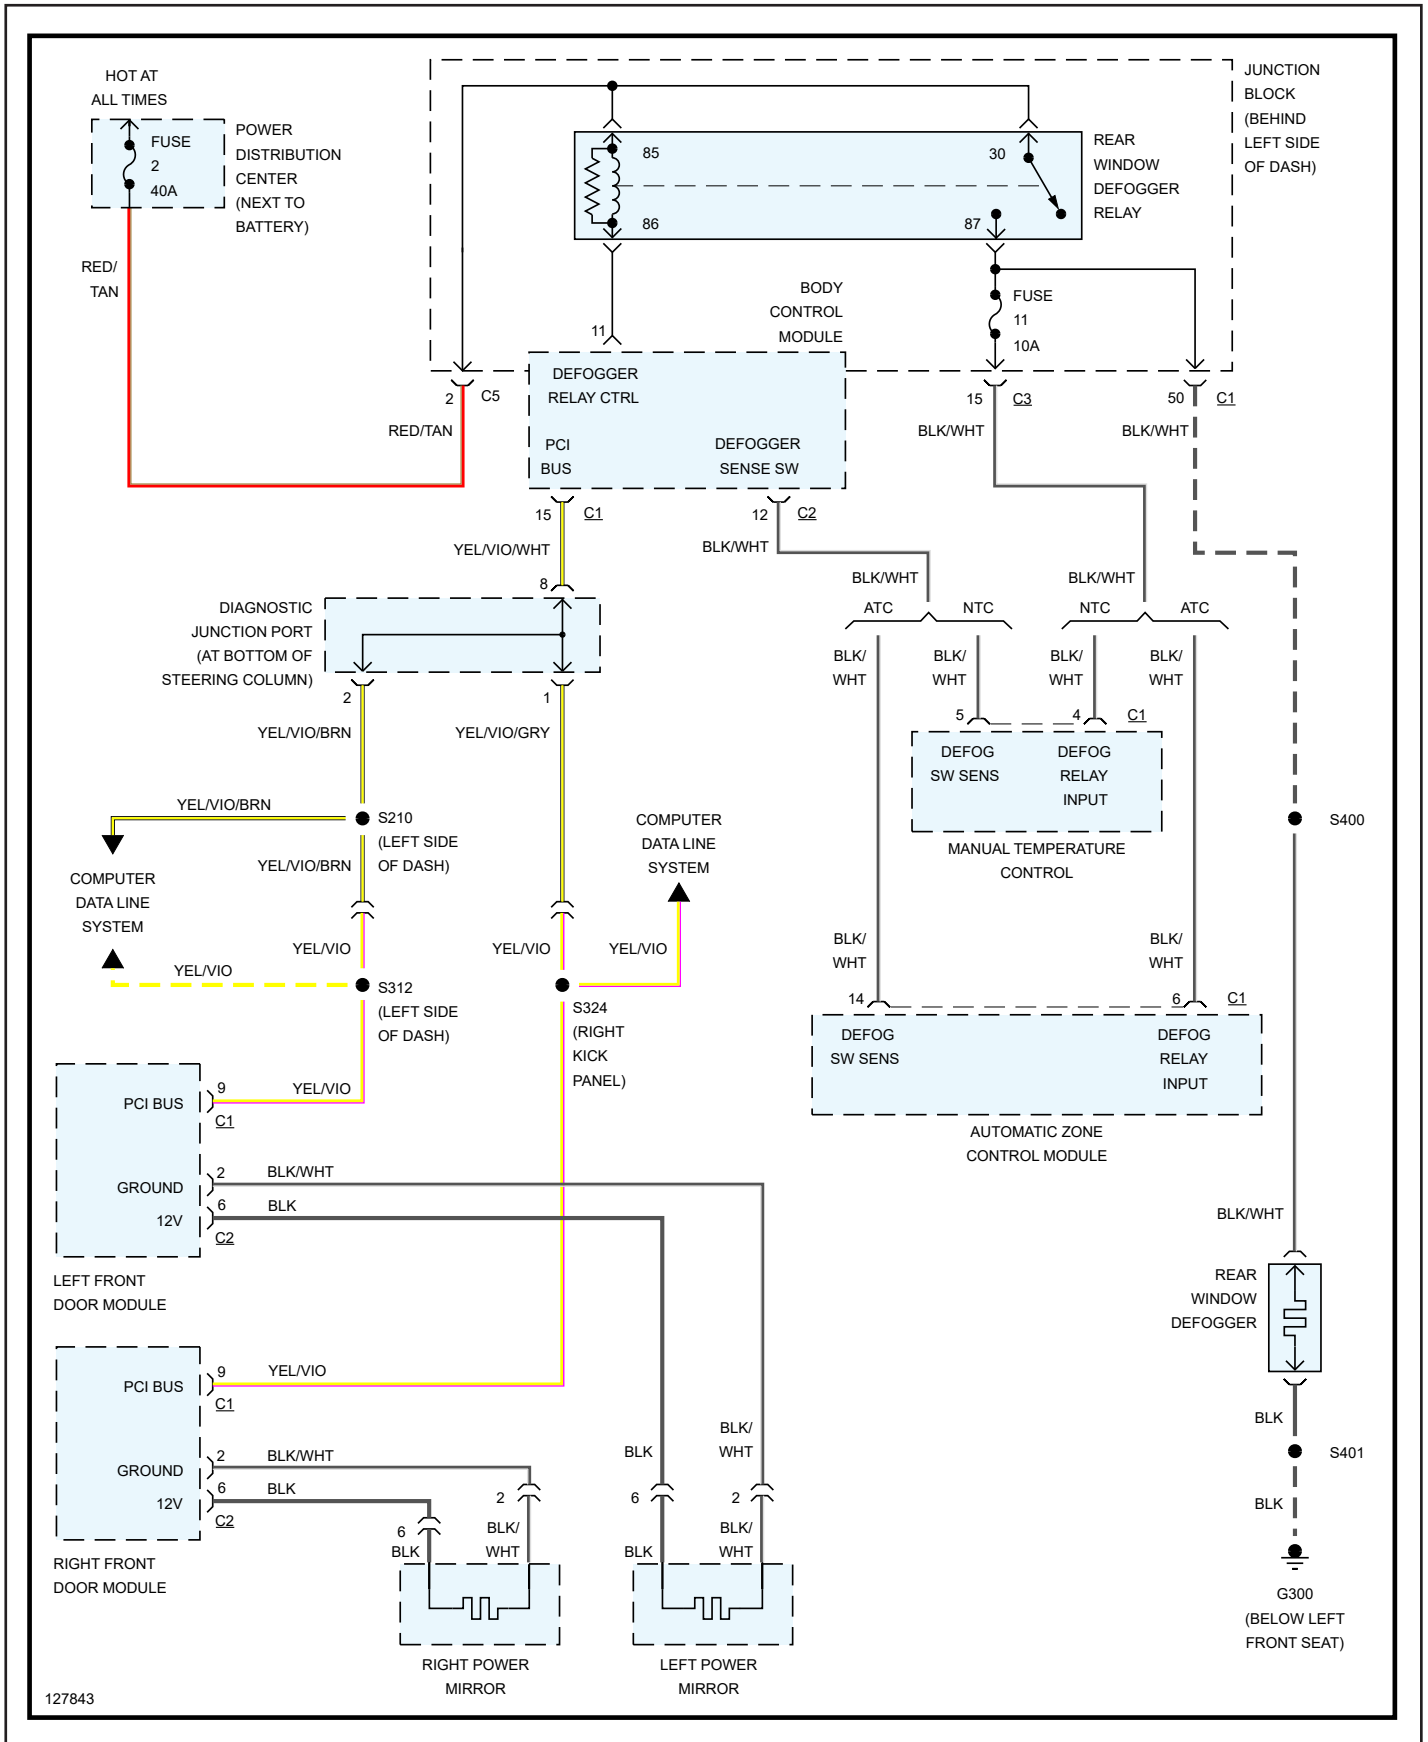 HOT AT
ALL TIMES
FUSE
2
40A
POWER
DISTRIBUTION
CENTER
(NEXT TO
BATTERY)
RED/
TAN
JUNCTION
BLOCK
(BEHIND
LEFT SIDE
OF DASH)
REAR
WINDOW
DEFOGGER
RELAY
85
30
86
87
BODY
CONTROL
MODULE
FUSE
11
10A
11
DEFOGGER
RELAY CTRL
PCI
BUS
DEFOGGER
SENSE SW
2
C5
RED/TAN
15
C3
BLK/WHT
50
C1
BLK/WHT
15
C1
YEL/VIO/WHT
12
C2
BLK/WHT
8
DIAGNOSTIC
JUNCTION PORT
(AT BOTTOM OF
STEERING COLUMN)
2
1
BLK/WHT
BLK/WHT
ATC
NTC
NTC
ATC
BLK/
WHT
BLK/
WHT
BLK/
WHT
BLK/
WHT
5
4
C1
DEFOG
SW SENS
DEFOG
RELAY
INPUT
MANUAL TEMPERATURE
CONTROL
YEL/VIO/BRN
YEL/VIO/GRY
YEL/VIO/BRN
S210
(LEFT SIDE
OF DASH)
YEL/VIO/BRN
COMPUTER
DATA LINE
SYSTEM
COMPUTER
DATA LINE
SYSTEM
S400
YEL/VIO
YEL/VIO
YEL/VIO
YEL/VIO
S312
(LEFT SIDE
OF DASH)
S324
(RIGHT
KICK
PANEL)
BLK/
WHT
BLK/
WHT
14
6
C1
DEFOG
SW SENS
DEFOG
RELAY
INPUT
AUTOMATIC ZONE
CONTROL MODULE
PCI BUS
9
C1
YEL/VIO
GROUND
2
BLK/WHT
12V
6
BLK
C2
LEFT FRONT
DOOR MODULE
BLK/WHT
REAR
WINDOW
DEFOGGER
PCI BUS
9
C1
YEL/VIO
GROUND
2
BLK/WHT
12V
6
BLK
C2
RIGHT FRONT
DOOR MODULE
BLK
BLK/
WHT
2
6
2
6
BLK
BLK/
WHT
BLK
BLK/
WHT
RIGHT POWER
MIRROR
LEFT POWER
MIRROR
BLK
S401
BLK
G300
(BELOW LEFT
FRONT SEAT)
127843